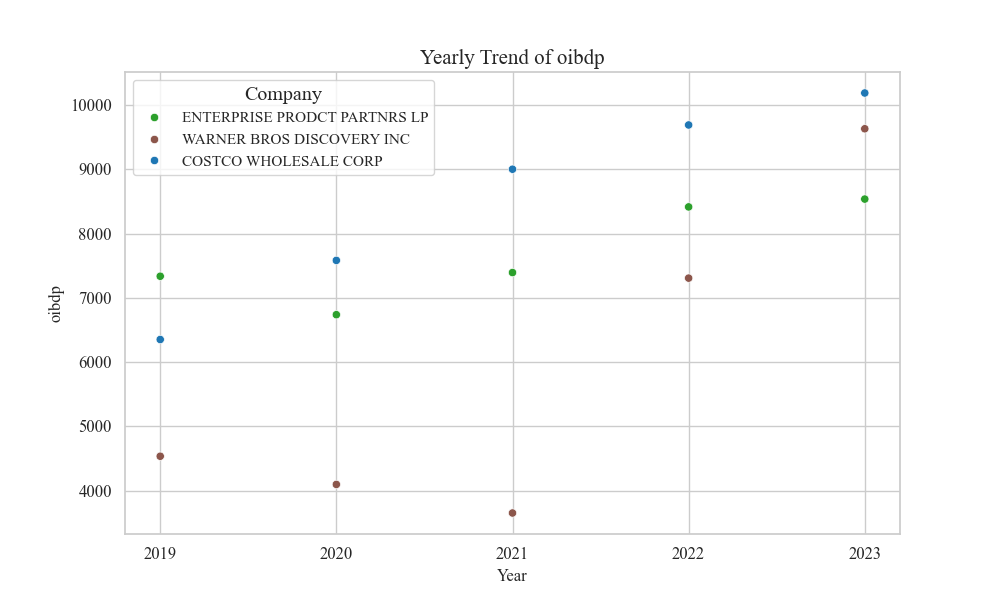 Yearly Trend of oibdp
Company
ENTERPRISE PRODCT PARTNRS LP
WARNER BROS DISCOVERY INC
COSTCO WHOLESALE CORP
10000
9000
8000
7000
6000
5000
4000
oibdp
2019 2020 2021 2022 2023
Year